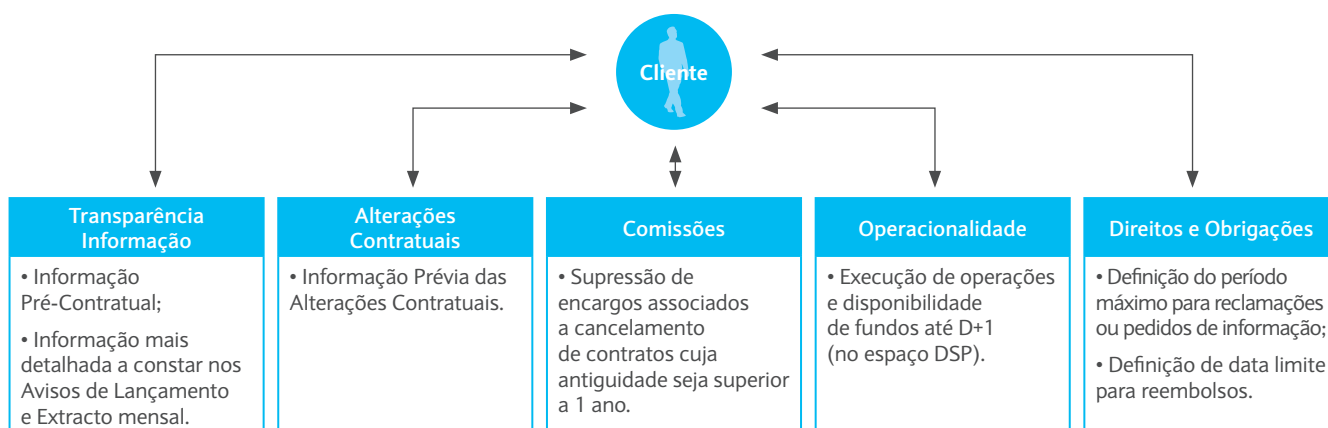 Cliente
Transparência
Informação
• Informação
Pré-Contratual;
• Informação mais
detalhada a constar nos
Avisos de Lançamento
e Extracto mensal.
Alterações
Contratuais
• Informação Prévia das
Alterações Contratuais.
Comissões
• Supressão de
encargos associados
a cancelamento
de contratos cuja
antiguidade seja superior
a 1 ano.
Operacionalidade
• Execução de operações
e disponibilidade
de fundos até D+1
(no espaço DSP).
Direitos e Obrigações
• Definição do período
máximo para reclamações
ou pedidos de informação;
• Definição de data limite
para reembolsos.